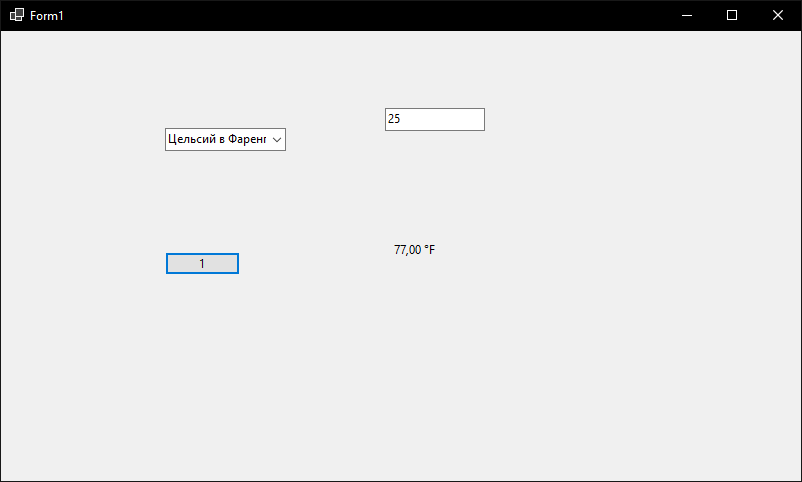 Form1
25
Цельсий в Фаренг
77,00 °F
1